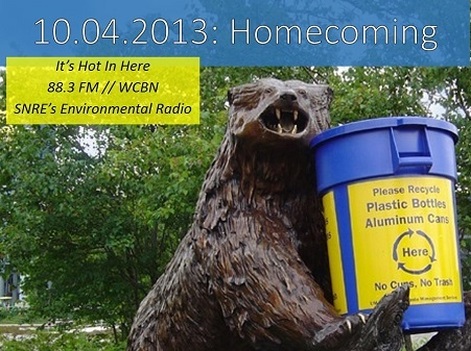 10.04.2013: Homecoming
It's Hot In Here
88.3 FM // WCBN
SNRE's Environmental Radio
Please Recycle
Plastic Bottles
Aluminum Cans
Here
No Cups, No Trash